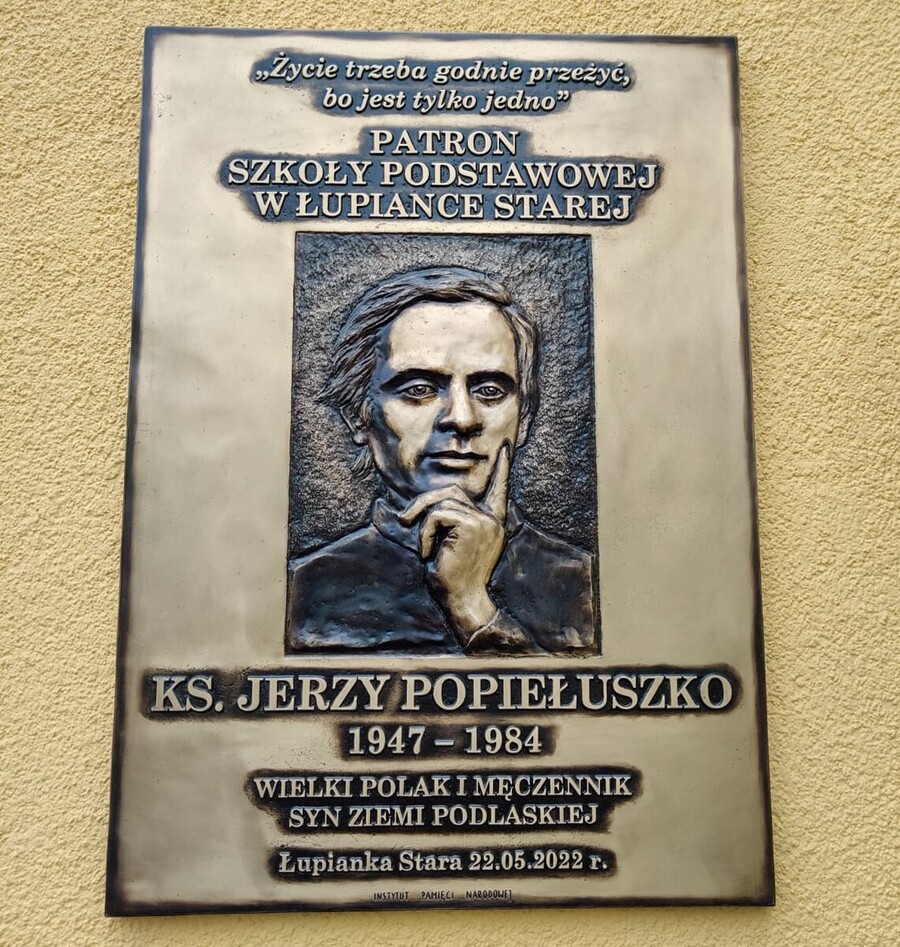 „Życie trzeba godnie przeżyć,
bo jest tylko jedno”
PATRON
SZKOŁY PODSTAWOWEJ
W ŁUPIANCE STAREJ
KS. JERZY POPIEŁUSZKO
1947 – 1984
WIELKI POLAK I MĘCZENNIK
SYN ZIEMI PODLASKIEJ
Łupianka Stara 22.05.2022 r.
INSTYTUT PAMIĘCI NARODOWEJ